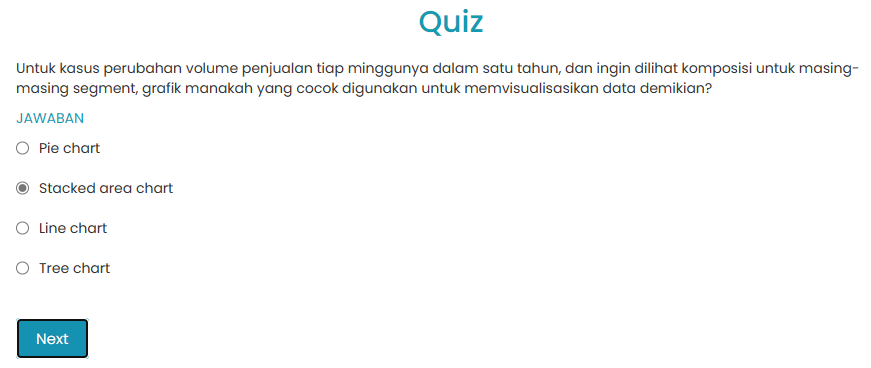 Quiz
Untuk kasus perubahan volume penjualan tiap minggunya dalam satu tahun, dan ingin dilihat komposisi untuk masing-
masing segment, grafik manakah yang cocok digunakan untuk memvisualisasikan data demikian?
JAWABAN
Pie chart
Stacked area chart
Line chart
Tree chart
Next